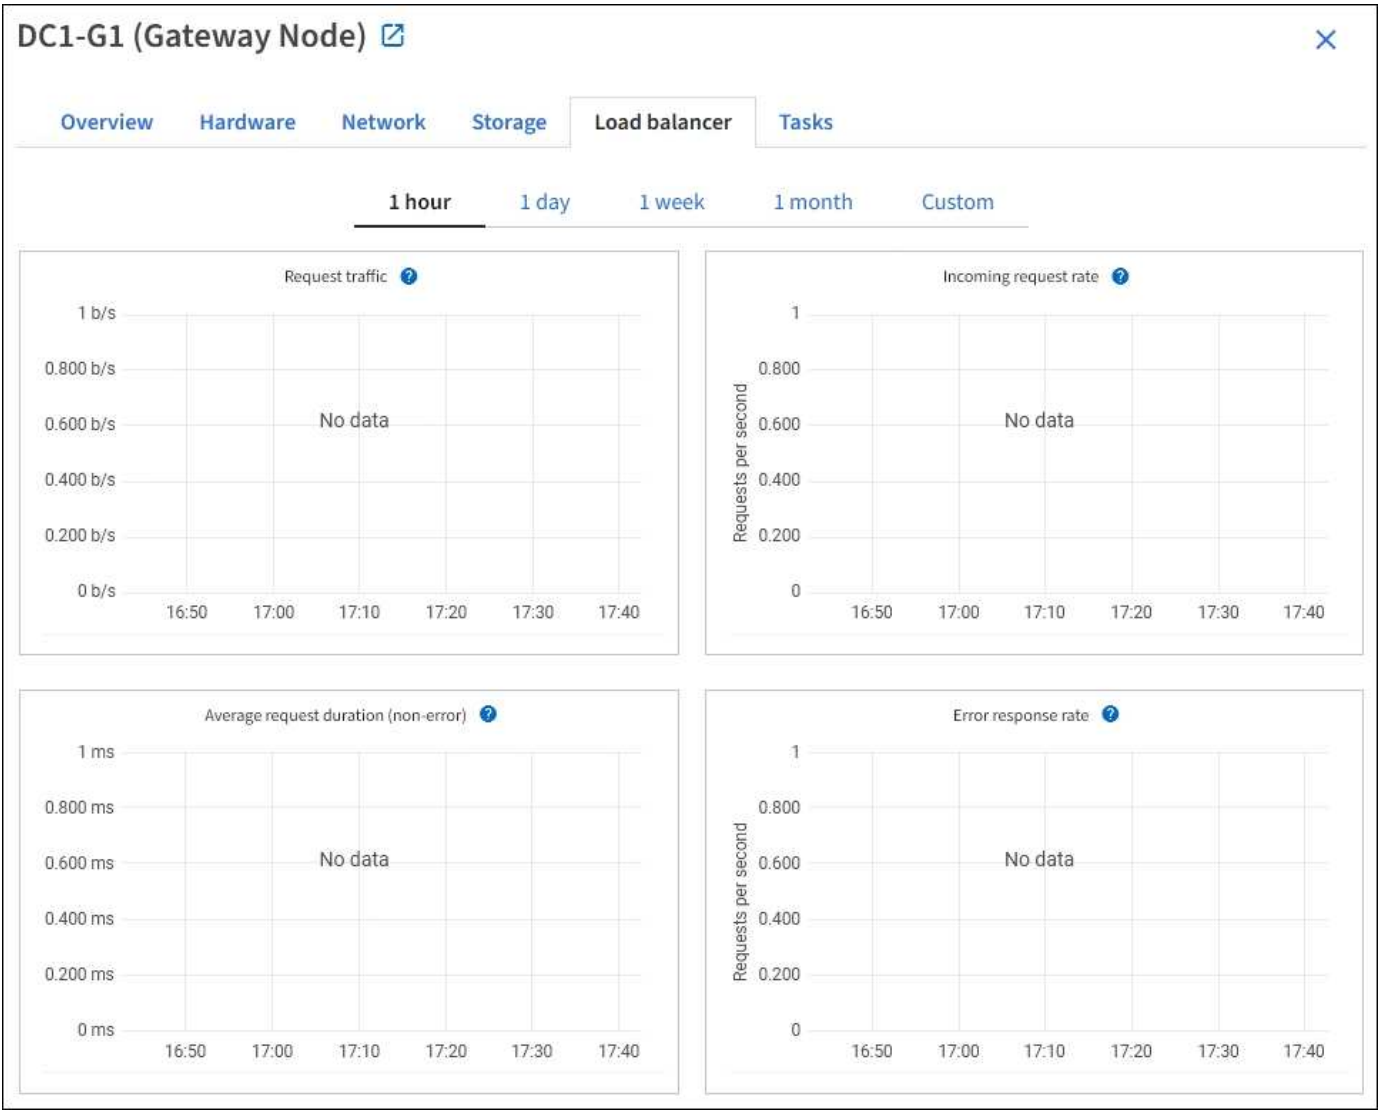 DC1-G1 (Gateway Node)
Overview Hardware Network Storage Load balancer Tasks
1 hour 1 day 1 week 1 month Custom
Request traffic ?
1 b/s
0.800 b/s
0.600 b/s
0.400 b/s
0.200 b/s
0 b/s
No data
16:50 17:00 17:10 17:20 17:30 17:40
Incoming request rate ?
Requests per second
1
0.800
0.600
0.400
0.200
0
No data
16:50 17:00 17:10 17:20 17:30 17:40
Average request duration (non-error) ?
1 ms
0.800 ms
0.600 ms
0.400 ms
0.200 ms
0 ms
No data
16:50 17:00 17:10 17:20 17:30 17:40
Error response rate ?
Requests per second
1
0.800
0.600
0.400
0.200
0
No data
16:50 17:00 17:10 17:20 17:30 17:40